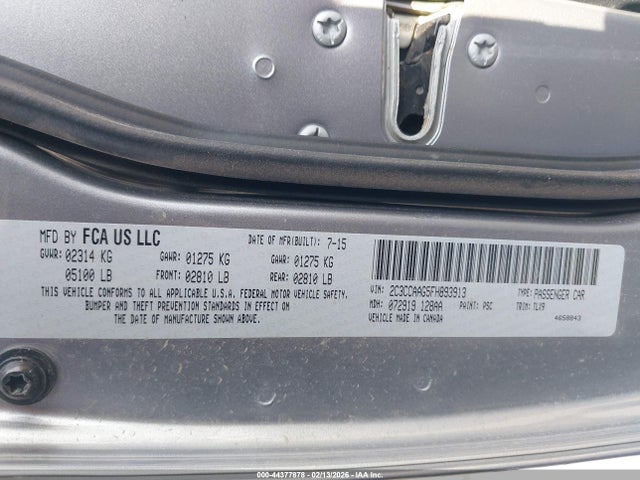 MFD BY FCA US LLC
DATE OF MFR(BUILT): 7-15
GVWR: 02314 KG GAWR: 01275 KG GAWR: 01275 KG
05100 LB FRONT: 02810 LB REAR: 02810 LB
THIS VEHICLE CONFORMS TO ALL APPLICABLE U.S.A. FEDERAL MOTOR VEHICLE SAFETY,
BUMPER AND THEFT PREVENTION STANDARDS IN EFFECT ON
THE DATE OF MANUFACTURE SHOWN ABOVE.
VIN: 2C3CCAAG5FH893913 TYPE: PASSENGER CAR
MDH: 072919 128AA PAINT: PSC TRIM: TLX9
VEHICLE MADE IN CANADA 4658843
000-44377878 - 02/13/2026 - IAA Inc.